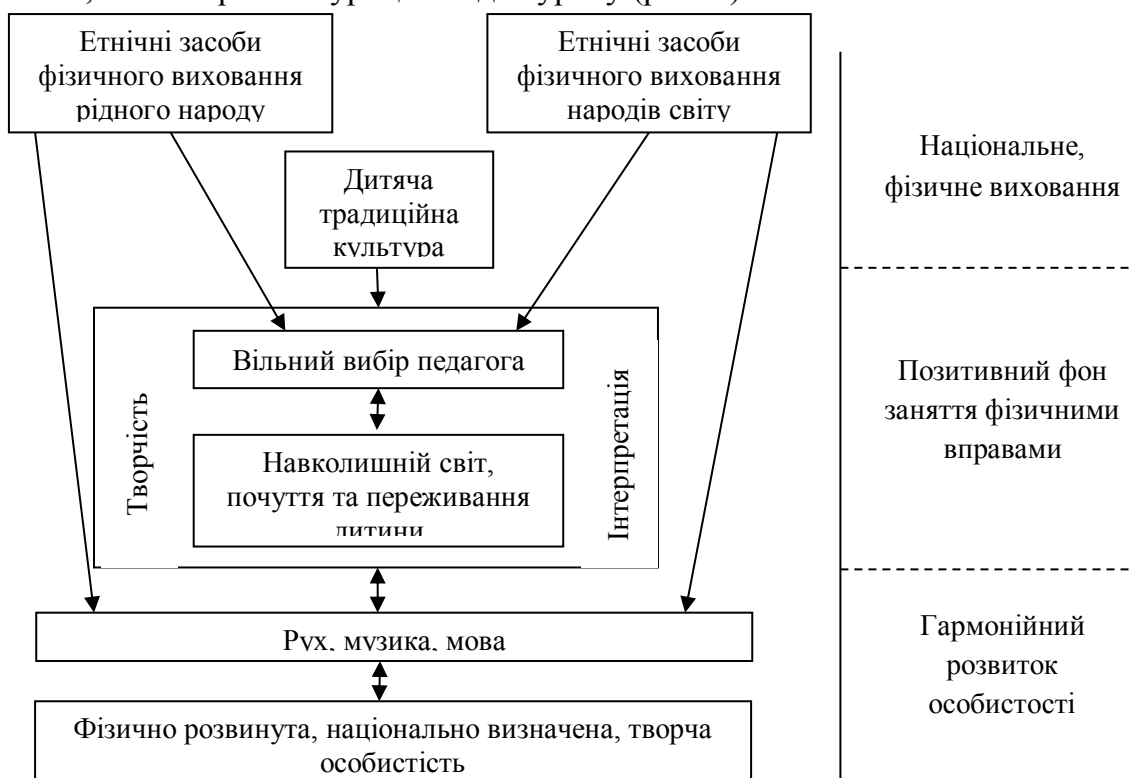 Етнічні засоби
фізичного виховання
рідного народу
Етнічні засоби
фізичного виховання
народів світу
Національне,
фізичне виховання
Дитяча
традиційна
культура
Вільний вибір педагога
Творчість
Інтерпретація
Навколишній світ,
почуття та переживання
дитини
Позитивний фон
заняття фізичними
вправами
Рух, музика, мова
Гармонійний
розвиток
особистості
Фізично розвинута, національно визначена, творча
особистість